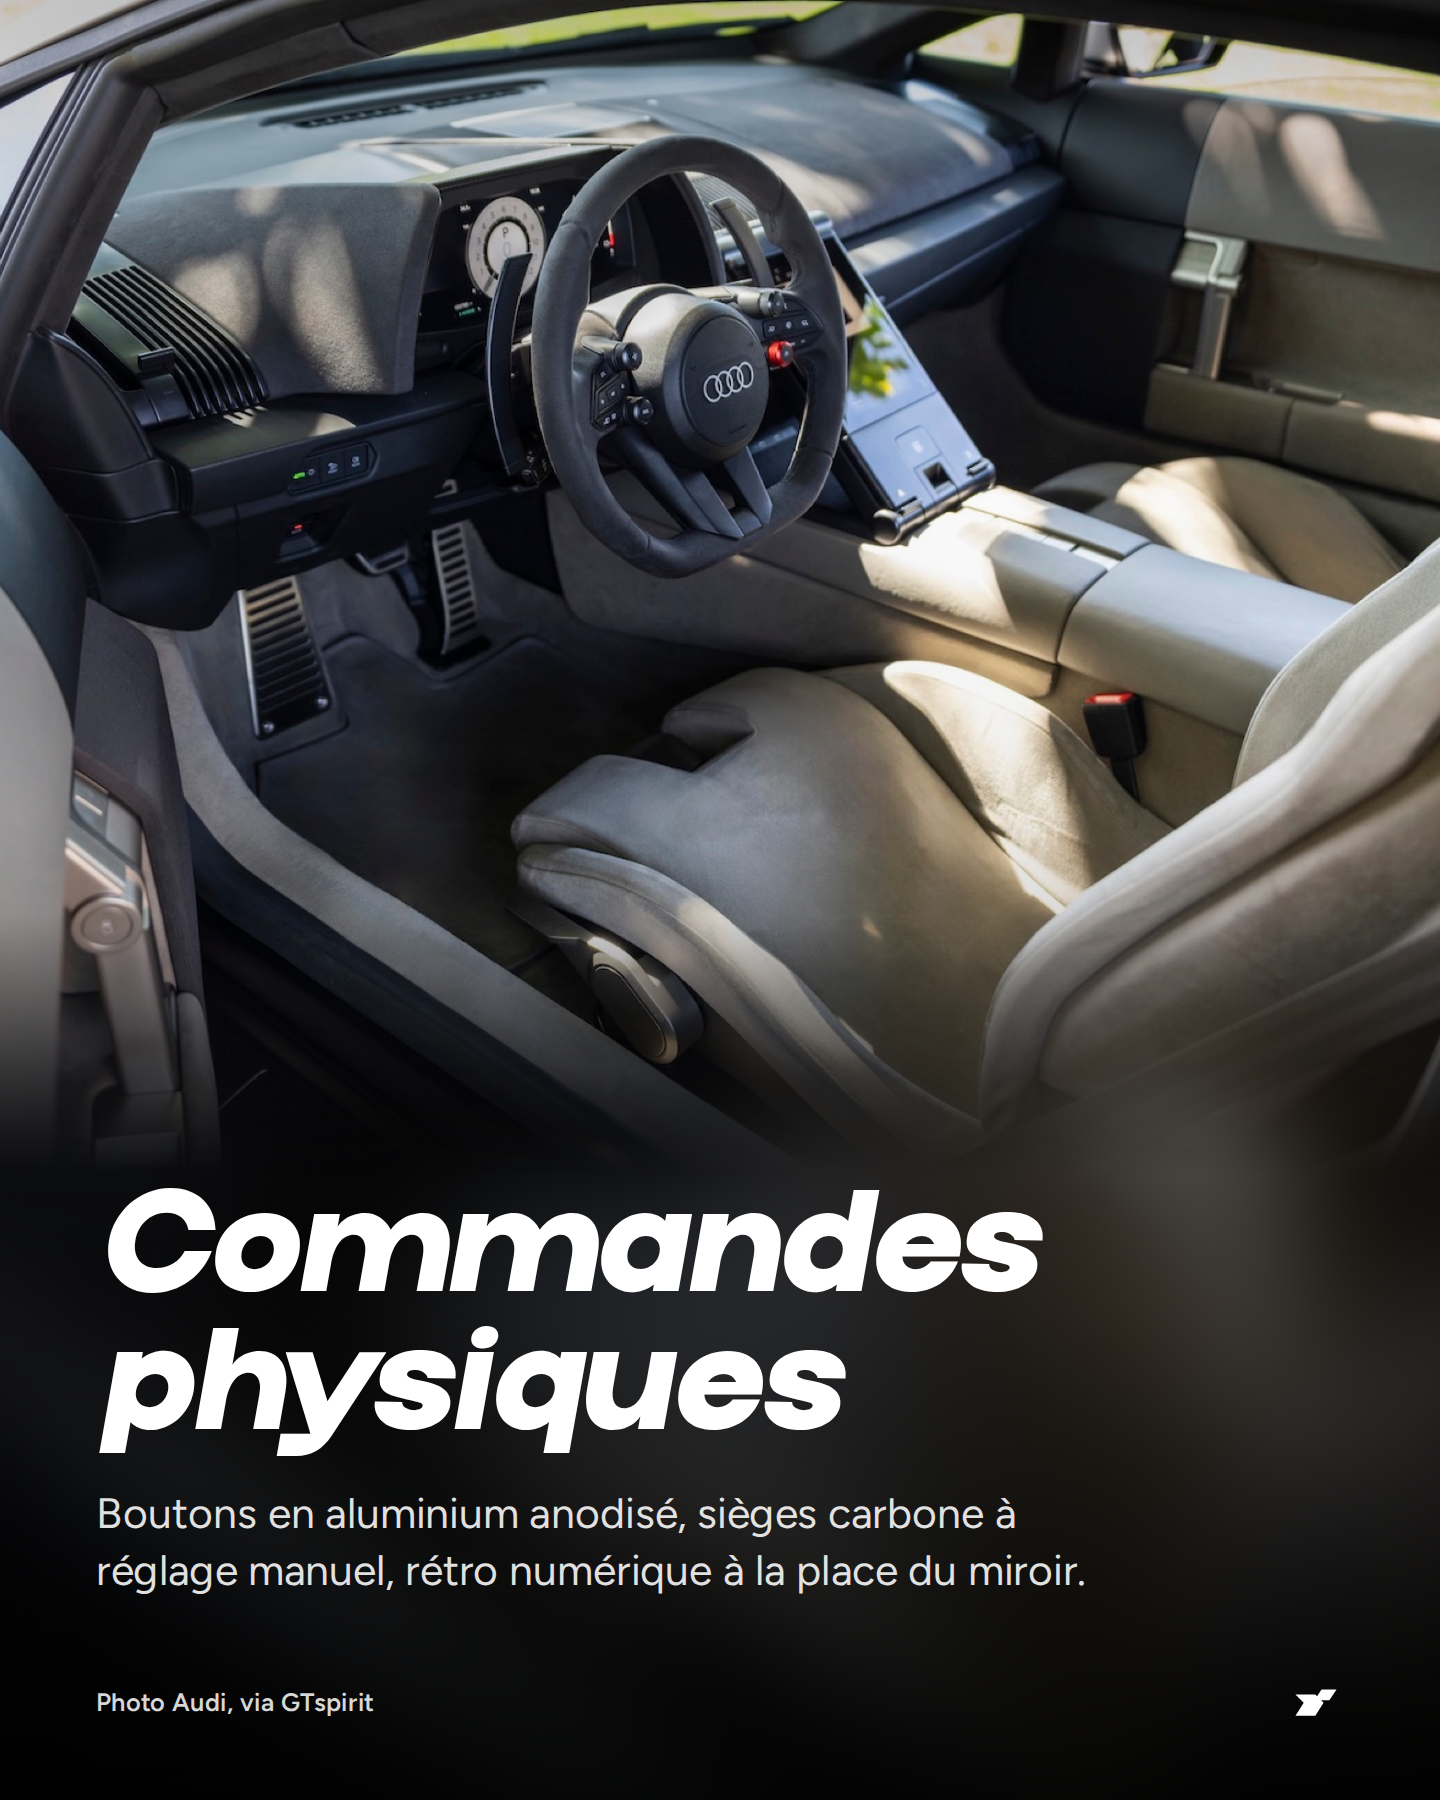 Commandes
physiques
Boutons en aluminium anodisé, sièges carbone à
réglage manuel, rétro numérique à la place du miroir.
Photo Audi, via GTspirit